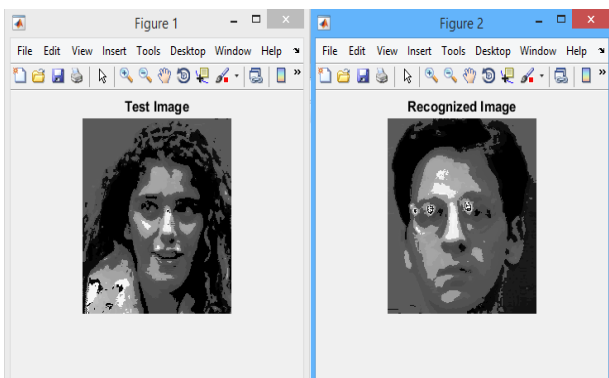 Figure 1
File Edit View Insert Tools Desktop Window Help
Test Image
Figure 2
File Edit View Insert Tools Desktop Window Help
Recognized Image